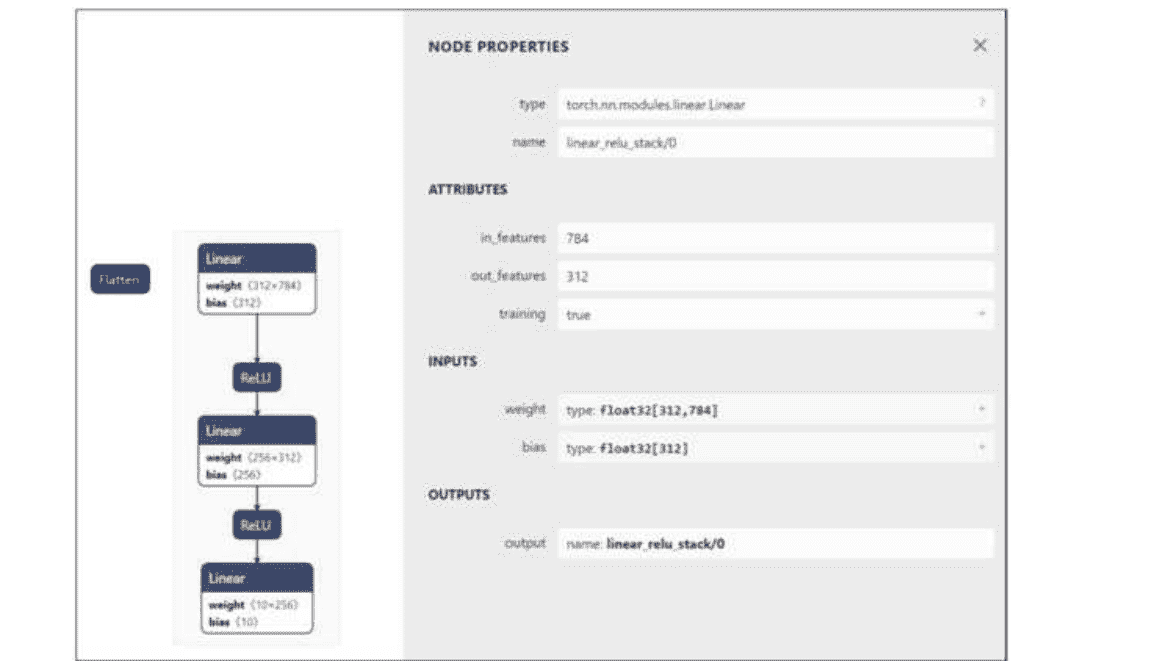 Flatten
Linear
weight ⟨312×784⟩
bias ⟨312⟩
ReLU
Linear
weight ⟨256×312⟩
bias ⟨256⟩
ReLU
Linear
weight ⟨10×256⟩
bias ⟨10⟩
NODE PROPERTIES
type torch.nn.modules.linear.Linear ?
name linear_relu_stack/0
ATTRIBUTES
in_features 784
out_features 312
training true +
INPUTS
weight type: float32[312,784] +
bias type: float32[312] +
OUTPUTS
output name: linear_relu_stack/0